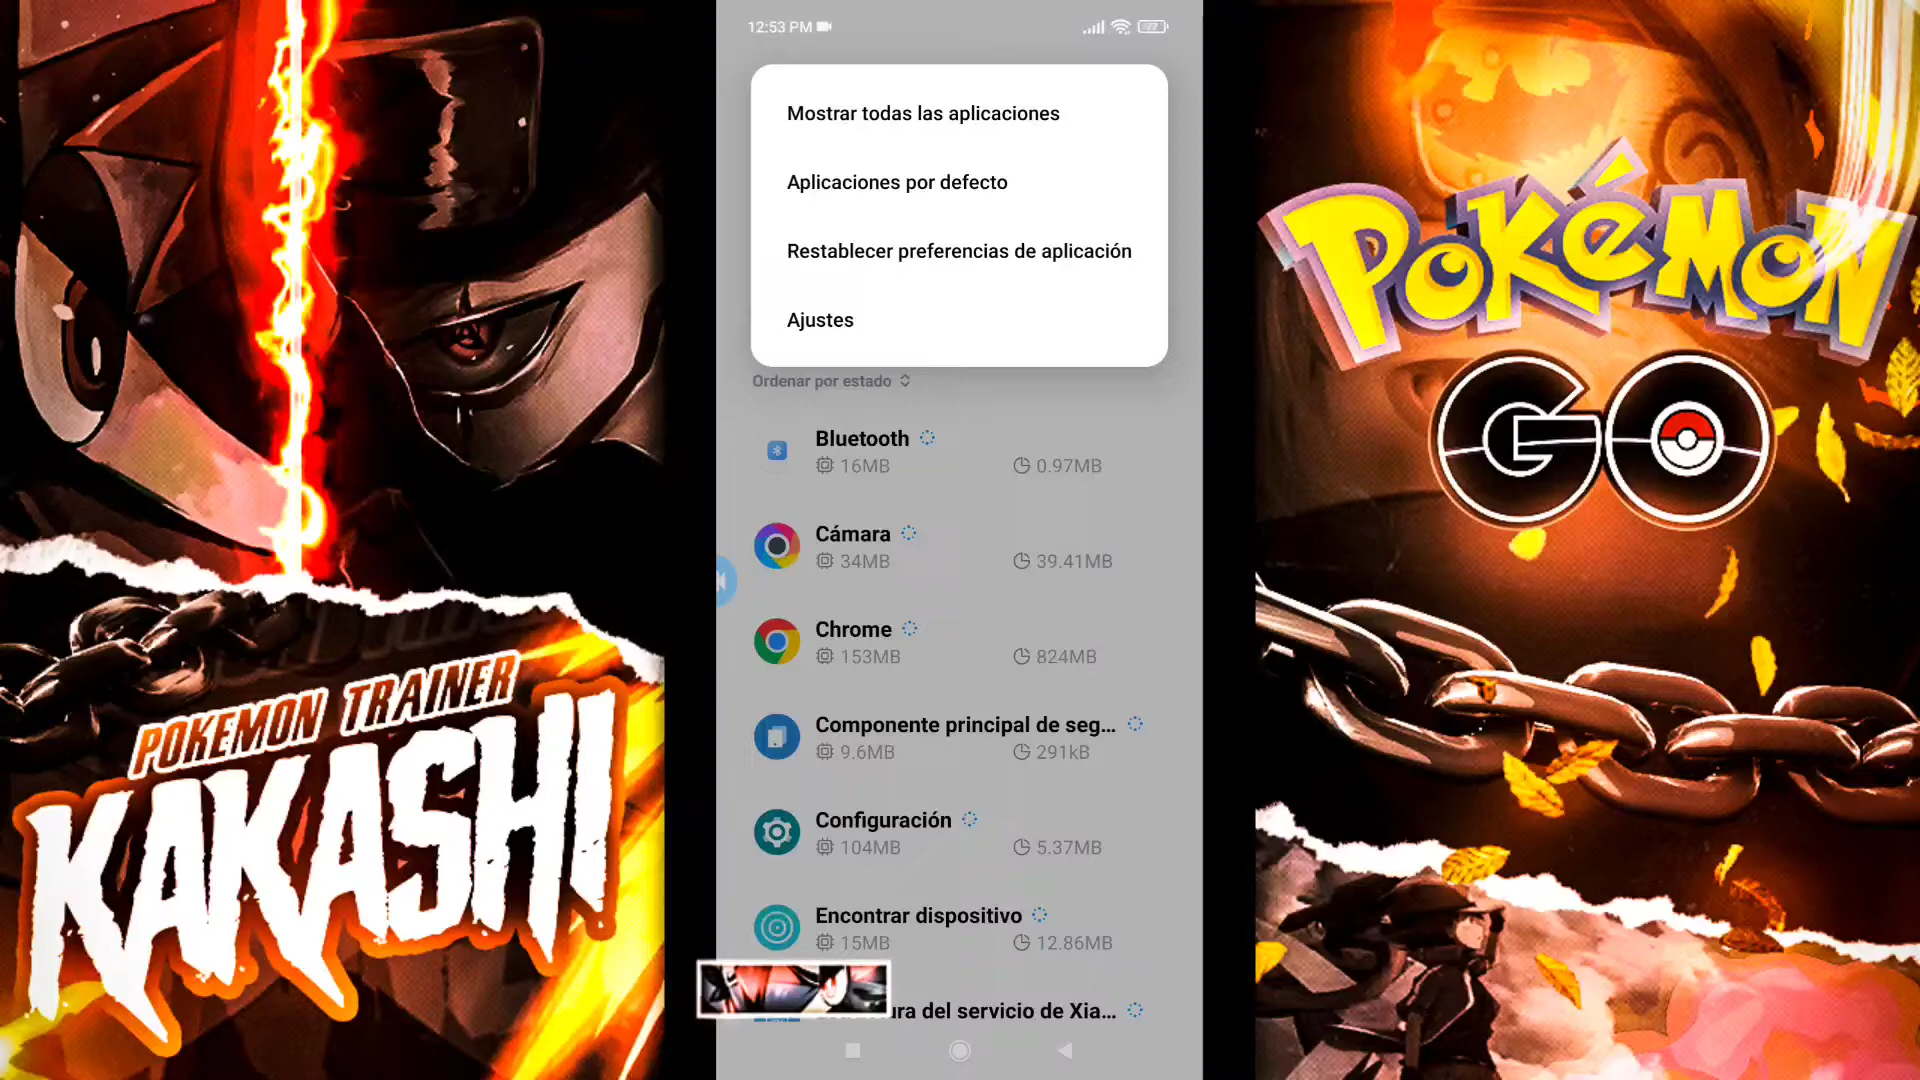 12:53 PM
77
Mostrar todas las aplicaciones
Aplicaciones por defecto
Restablecer preferencias de aplicación
Ajustes
Ordenar por estado
Bluetooth
16MB 0.97MB
Cámara
34MB 39.41MB
Chrome
153MB 824MB
Componente principal de seg...
9.6MB 291kB
Configuración
104MB 5.37MB
Encontrar dispositivo
15MB 12.86MB
del servicio de Xia...
POKEMON TRAINER
KAKASHI
POKÉMON
GO